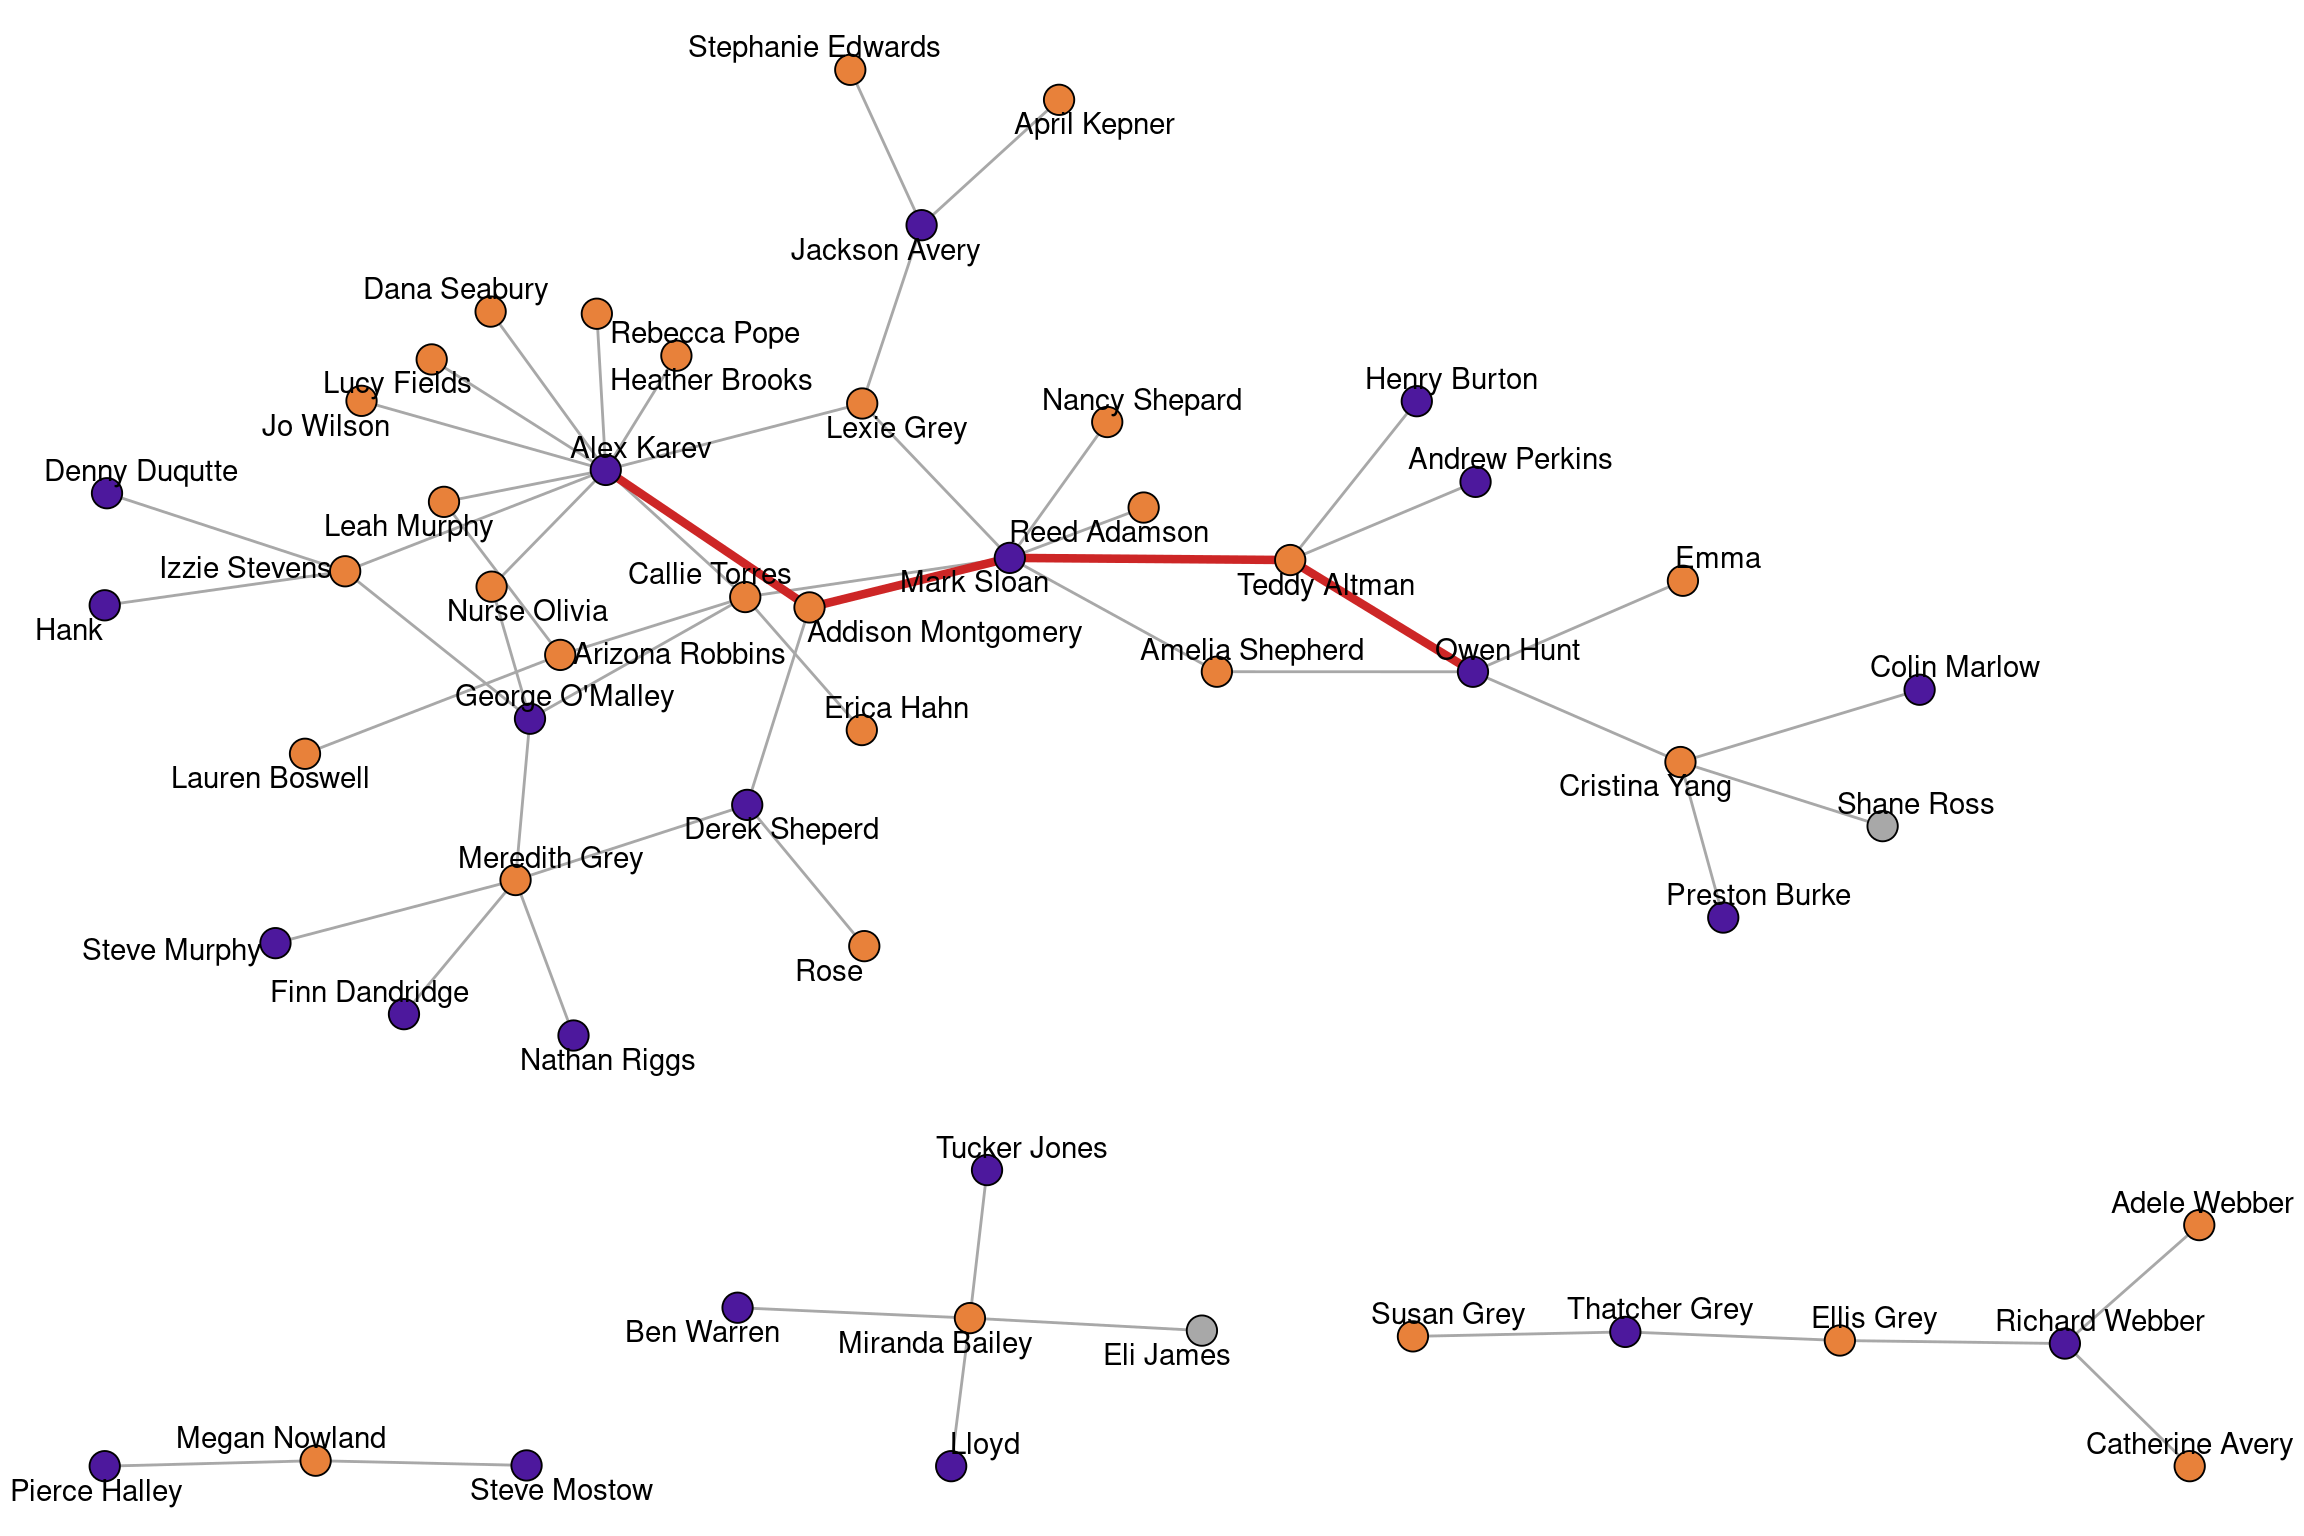 Stephanie Edwards
April Kepner
Jackson Avery
Dana Seabury
Rebecca Pope
Lucy Fields
Heather Brooks
Jo Wilson
Lexie Grey
Nancy Shepard
Henry Burton
Alex Karev
Andrew Perkins
Denny Duqutte
Leah Murphy
Reed Adamson
Izzie Stevens
Callie Torres
Mark Sloan
Teddy Altman
Emma
Hank
Nurse Olivia
Addison Montgomery
Arizona Robbins
Amelia Shepherd
Owen Hunt
Colin Marlow
George O'Malley
Erica Hahn
Lauren Boswell
Cristina Yang
Derek Sheperd
Shane Ross
Meredith Grey
Preston Burke
Steve Murphy
Rose
Finn Dandridge
Nathan Riggs
Tucker Jones
Adele Webber
Ben Warren
Miranda Bailey
Eli James
Susan Grey
Thatcher Grey
Ellis Grey
Richard Webber
Megan Nowland
Lloyd
Catherine Avery
Pierce Halley
Steve Mostow